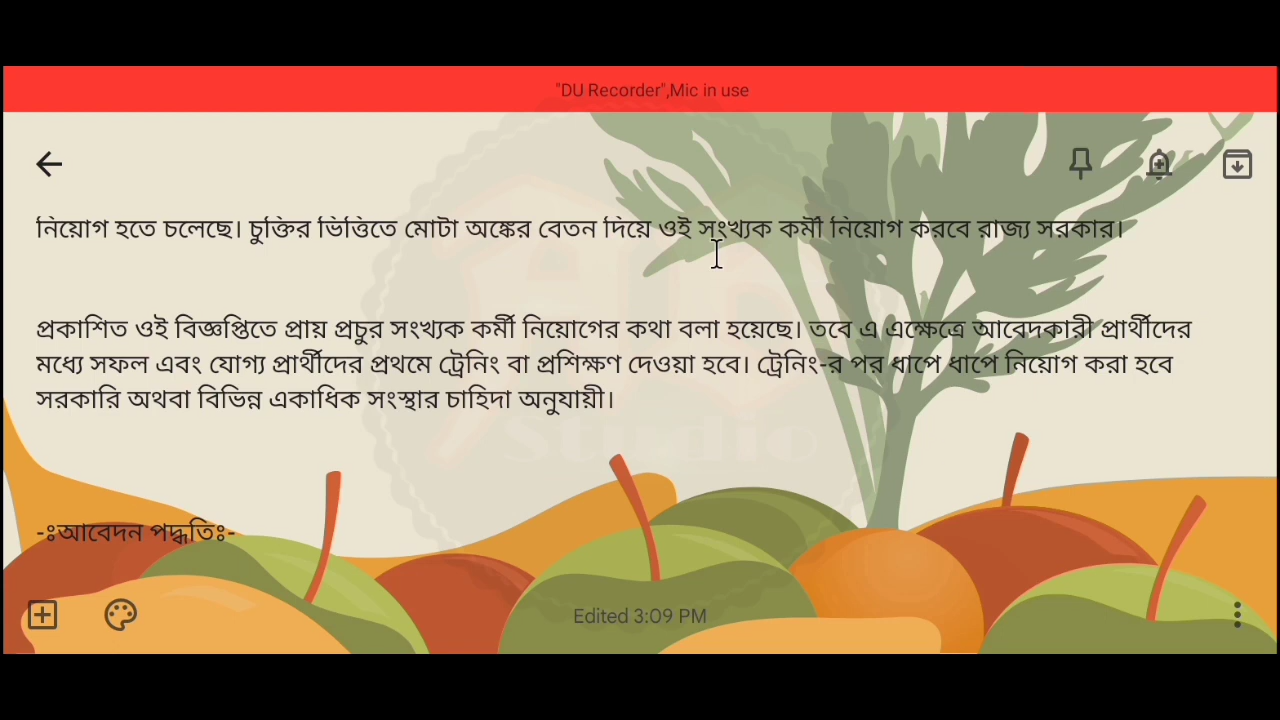 "DU Recorder",Mic in use
নিয়োগ হতে চলেছে। চুক্তির ভিত্তিতে মোটা অঙ্কের বেতন দিয়ে ওই সংখ্যক কর্মী নিয়োগ করবে রাজ্য সরকার।
প্রকাশিত ওই বিজ্ঞপ্তিতে প্রায় প্রচুর সংখ্যক কর্মী নিয়োগের কথা বলা হয়েছে। তবে এ এক্ষেত্রে আবেদনকারী প্রার্থীদের
মধ্যে সফল এবং যোগ্য প্রার্থীদের প্রথমে ট্রেনিং বা প্রশিক্ষণ দেওয়া হবে। ট্রেনিং-র পর ধাপে ধাপে নিয়োগ করা হবে
সরকারি অথবা বিভিন্ন একাধিক সংস্থার চাহিদা অনুযায়ী।
Studio
-ঃআবেদন পদ্ধতিঃ-
Edited 3:09 PM